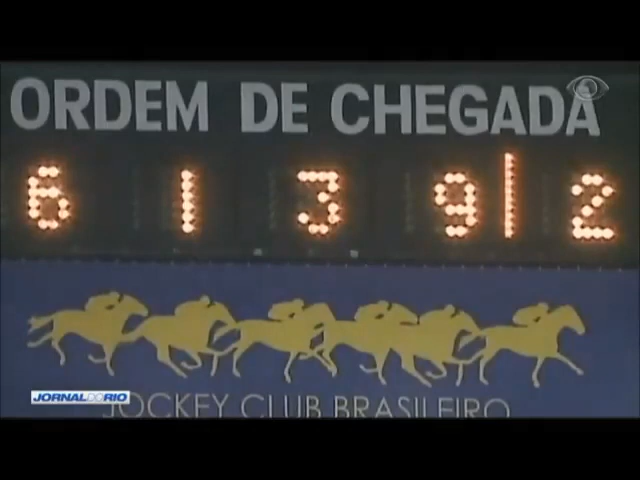 ORDEM DE CHEGADA
6 1 3 9 | 2
JORNAL DO RIO
JOCKEY CLUB BRASILEIRO